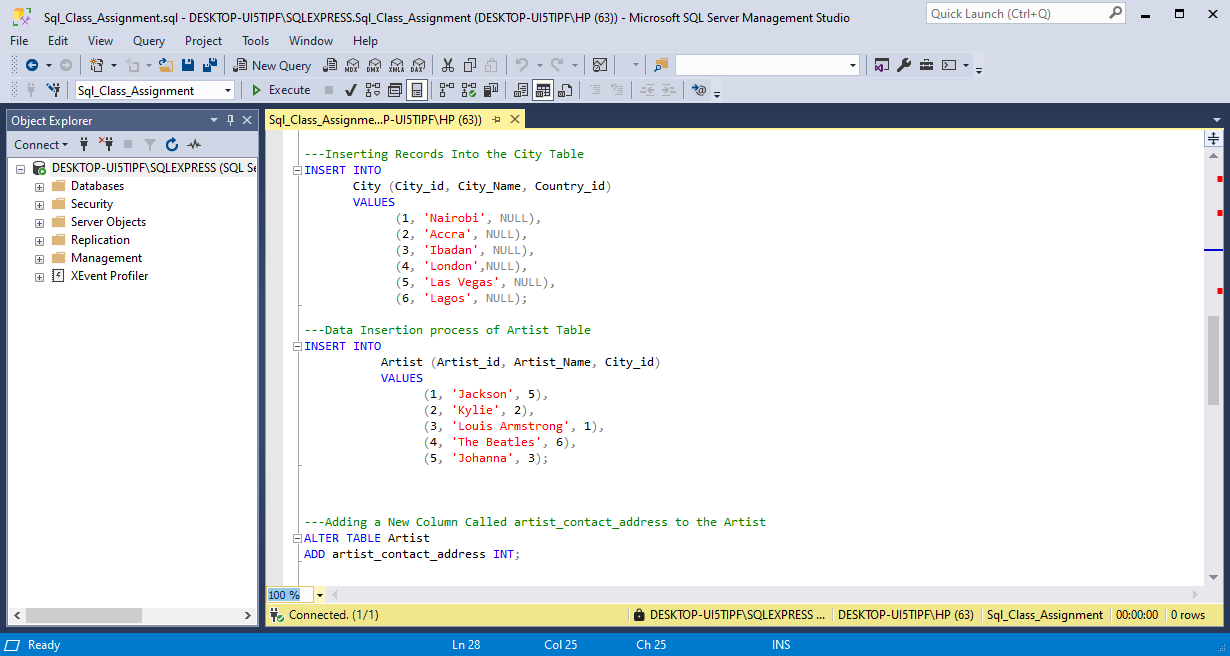 Sql_Class_Assignment.sql - DESKTOP-UI5TIPF\SQLEXPRESS.Sql_Class_Assignment (DESKTOP-UI5TIPF\HP (63)) - Microsoft SQL Server Management Studio
Quick Launch (Ctrl+Q)
File Edit View Query Project Tools Window Help
New Query MDX DMX XMLA DAX
Sql_Class_Assignment Execute
Object Explorer
Sql_Class_Assignme...P-UI5TIPF\HP (63))
Connect
DESKTOP-UI5TIPF\SQLEXPRESS (SQL Se
Databases
Security
Server Objects
Replication
Management
XEvent Profiler
---Inserting Records Into the City Table
INSERT INTO
City (City_id, City_Name, Country_id)
VALUES
(1, 'Nairobi', NULL),
(2, 'Accra', NULL),
(3, 'Ibadan', NULL),
(4, 'London',NULL),
(5, 'Las Vegas', NULL),
(6, 'Lagos', NULL);
---Data Insertion process of Artist Table
INSERT INTO
Artist (Artist_id, Artist_Name, City_id)
VALUES
(1, 'Jackson', 5),
(2, 'Kylie', 2),
(3, 'Louis Armstrong', 1),
(4, 'The Beatles', 6),
(5, 'Johanna', 3);
---Adding a New Column Called artist_contact_address to the Artist
ALTER TABLE Artist
ADD artist_contact_address INT;
100 %
Connected. (1/1) DESKTOP-UI5TIPF\SQLEXPRESS ... DESKTOP-UI5TIPF\HP (63) Sql_Class_Assignment 00:00:00 0 rows
Ready Ln 28 Col 25 Ch 25 INS